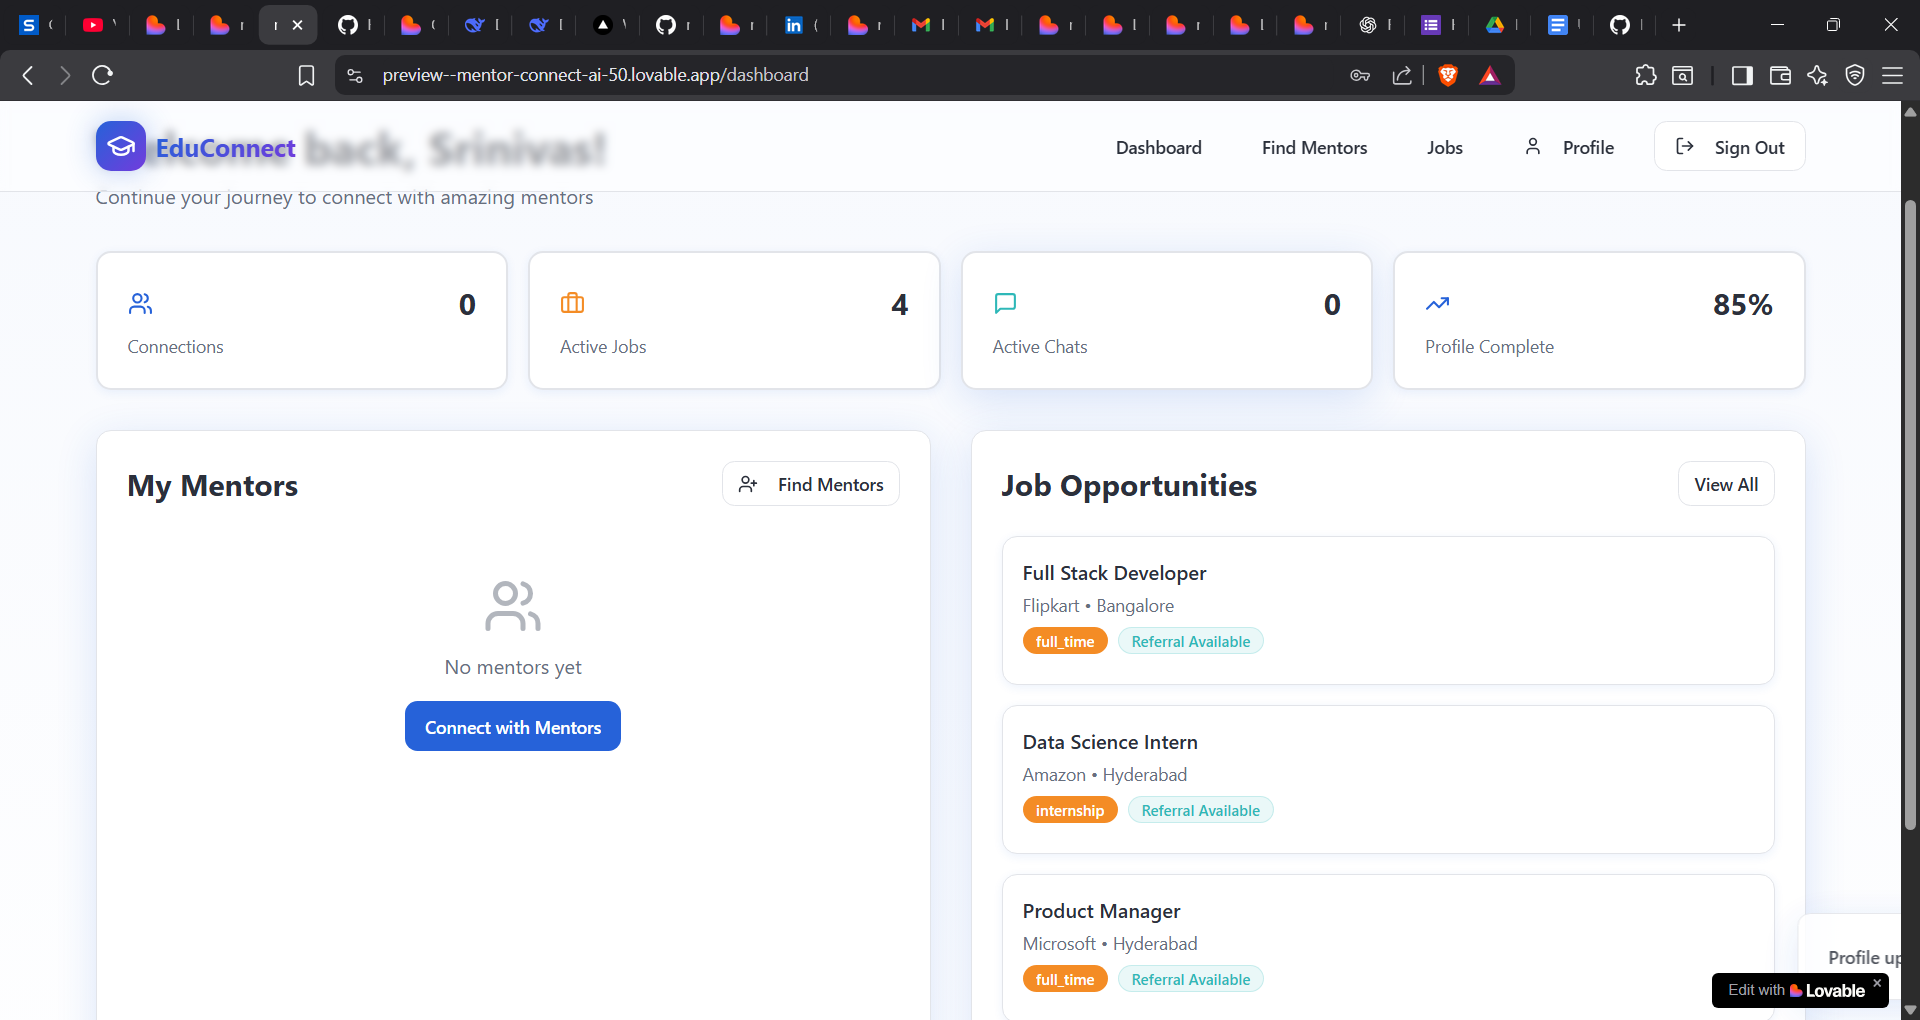 preview--mentor-connect-ai-50.lovable.app/dashboard
EduConnect
back, Srinivas!
Dashboard
Find Mentors
Jobs
Profile
Sign Out
Continue your journey to connect with amazing mentors
0
Connections
4
Active Jobs
0
Active Chats
85%
Profile Complete
My Mentors
Find Mentors
No mentors yet
Connect with Mentors
Job Opportunities
View All
Full Stack Developer
Flipkart • Bangalore
full_time
Referral Available
Data Science Intern
Amazon • Hyderabad
internship
Referral Available
Product Manager
Microsoft • Hyderabad
full_time
Referral Available
Profile up
Edit with Lovable